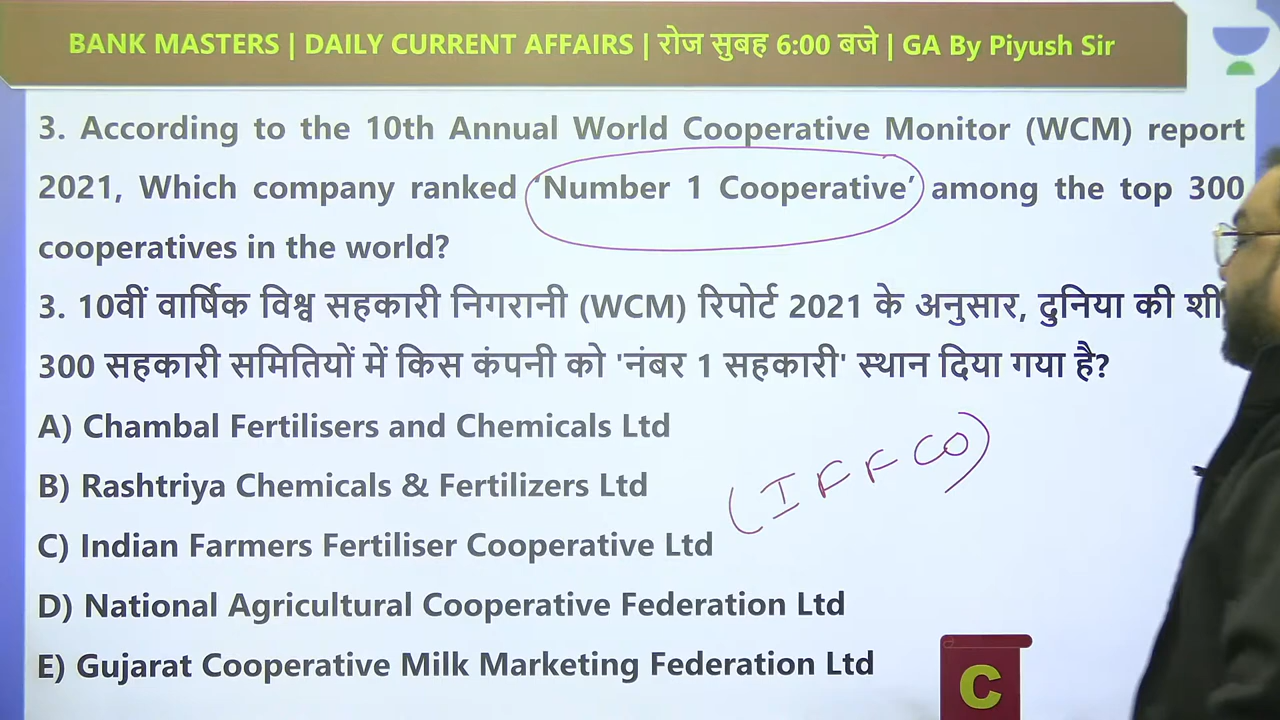 BANK MASTERS | DAILY CURRENT AFFAIRS | रोज सुबह 6:00 बजे | GA By Piyush Sir
3. According to the 10th Annual World Cooperative Monitor (WCM) report
2021, Which company ranked ‘Number 1 Cooperative’ among the top 300
cooperatives in the world?
3. 10वीं वार्षिक विश्व सहकारी निगरानी (WCM) रिपोर्ट 2021 के अनुसार, दुनिया की
300 सहकारी समितियों में किस कंपनी को 'नंबर 1 सहकारी' स्थान दिया गया है?
A) Chambal Fertilisers and Chemicals Ltd
B) Rashtriya Chemicals & Fertilizers Ltd
(IFFCO)
C) Indian Farmers Fertiliser Cooperative Ltd
D) National Agricultural Cooperative Federation Ltd
E) Gujarat Cooperative Milk Marketing Federation Ltd
C